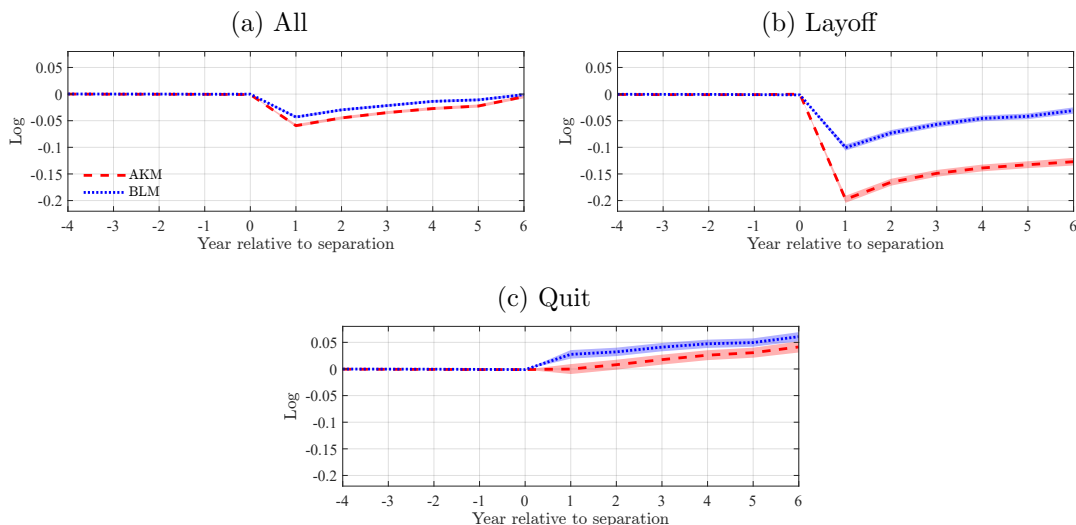 (a) All
0.05
0
-0.05
-0.1
-0.15
-0.2
Log
AKM
BLM
-4 -3 -2 -1 0 1 2 3 4 5 6
Year relative to separation
(b) Layoff
0.05
0
-0.05
-0.1
-0.15
-0.2
Log
-4 -3 -2 -1 0 1 2 3 4 5 6
Year relative to separation
(c) Quit
0.05
0
-0.05
-0.1
-0.15
-0.2
Log
-4 -3 -2 -1 0 1 2 3 4 5 6
Year relative to separation